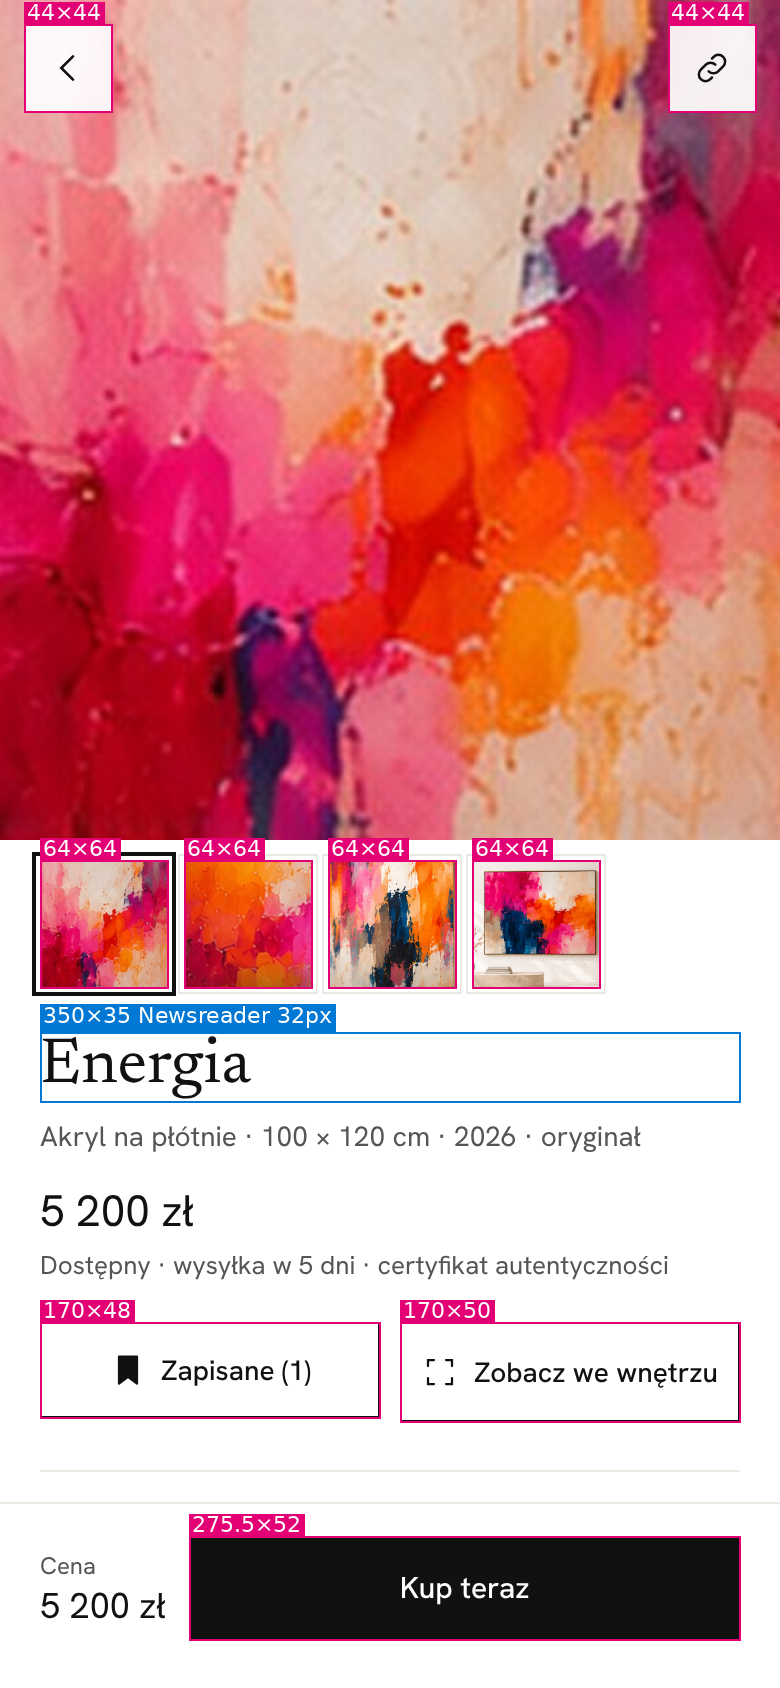 44×44 44×44
64×64 64×64 64×64 64×64
350×35 Newsreader 32px
Energia
Akryl na płótnie · 100 × 120 cm · 2026 · oryginał
5 200 zł
Dostępny · wysyłka w 5 dni · certyfikat autentyczności
170×48 170×50
Zapisane (1) Zobacz we wnętrzu
275.5×52
Cena
5 200 zł
Kup teraz